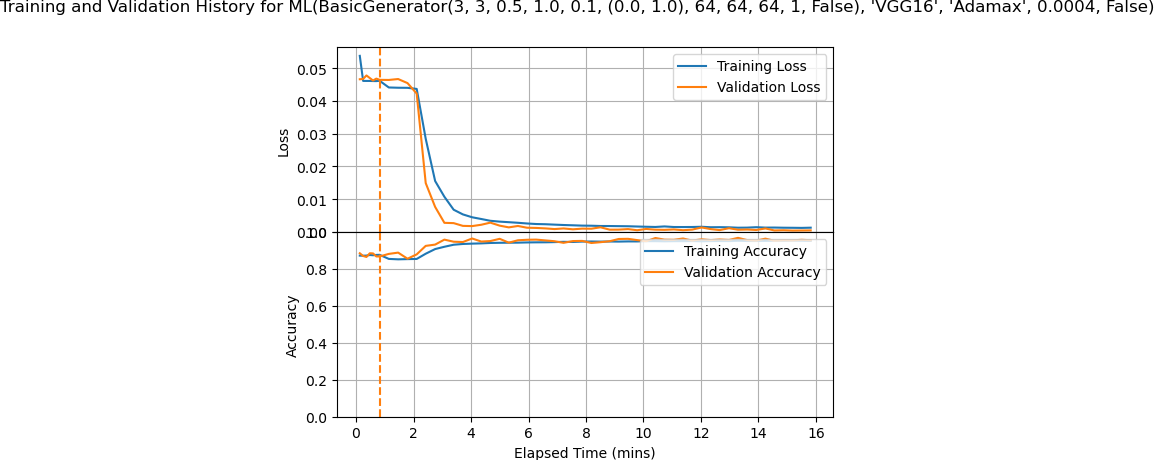 Training and Validation History for ML(BasicGenerator(3, 3, 0.5, 1.0, 0.1, (0.0, 1.0), 64, 64, 64, 1, False), 'VGG16', 'Adamax', 0.0004, False)
Training Loss
Validation Loss
Loss
0.05
0.04
0.03
0.02
0.01
0.00
1.0
Training Accuracy
Validation Accuracy
Accuracy
0.8
0.6
0.4
0.2
0.0
0 2 4 6 8 10 12 14 16
Elapsed Time (mins)